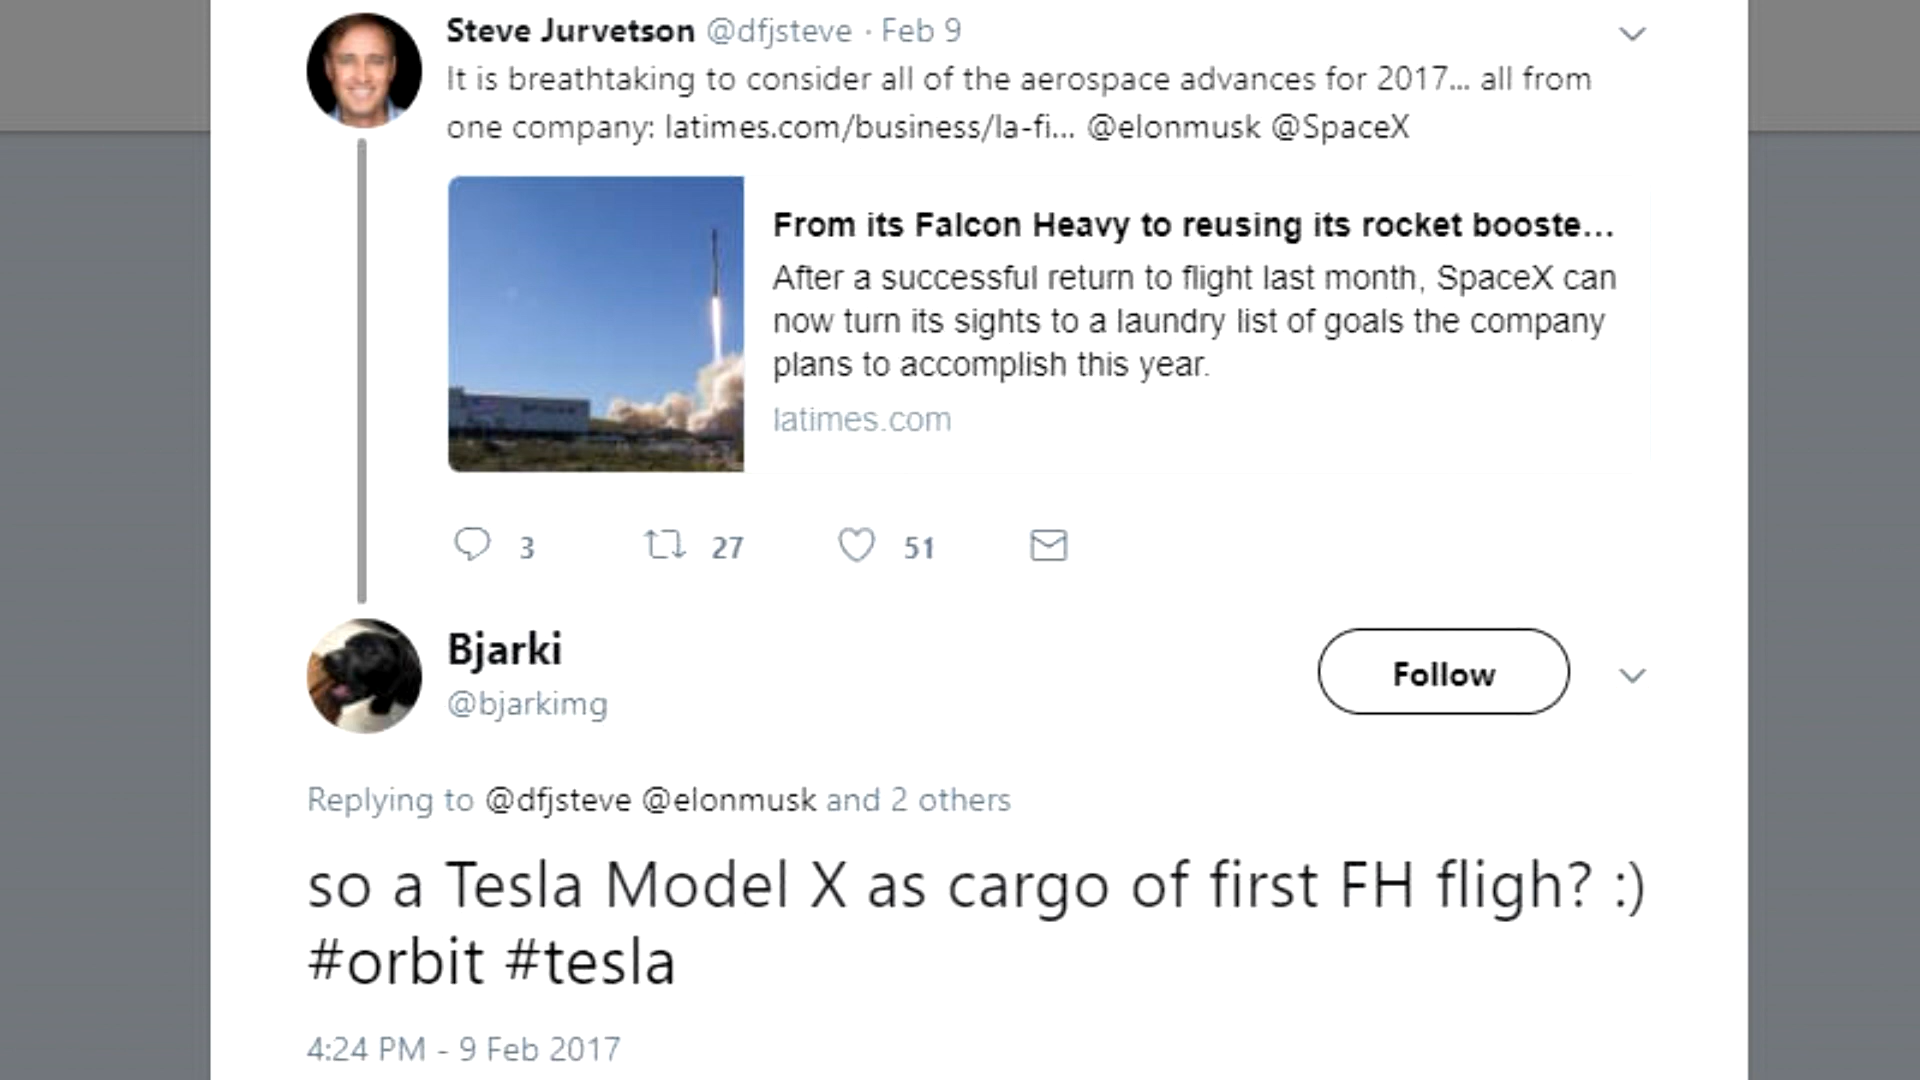 Steve Jurvetson @dfjsteve · Feb 9
It is breathtaking to consider all of the aerospace advances for 2017... all from
one company: latimes.com/business/la-fi... @elonmusk @SpaceX
From its Falcon Heavy to reusing its rocket booste...
After a successful return to flight last month, SpaceX can
now turn its sights to a laundry list of goals the company
plans to accomplish this year.
latimes.com
3 27 51
Bjarki
Follow
@bjarkimg
Replying to @dfjsteve @elonmusk and 2 others
so a Tesla Model X as cargo of first FH fligh? :)
#orbit #tesla
4:24 PM - 9 Feb 2017